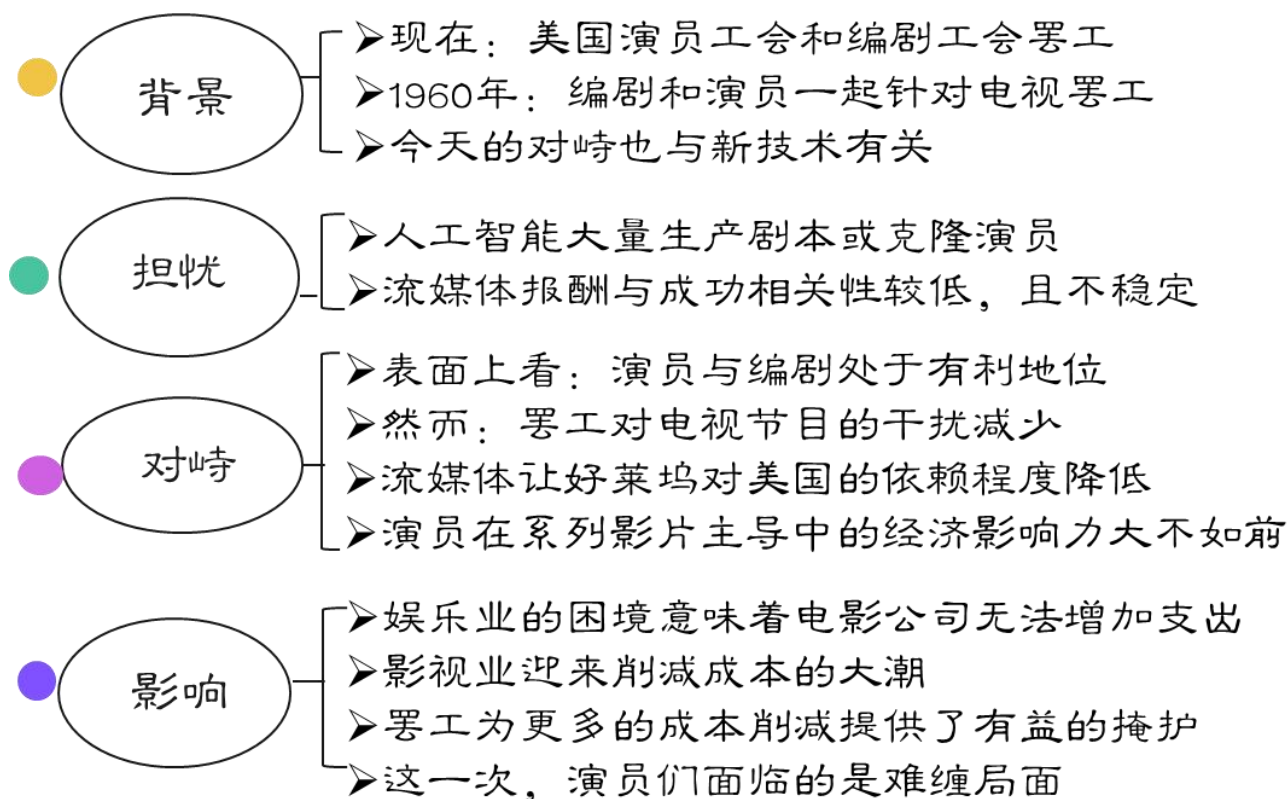 背景
➢现在：美国演员工会和编剧工会罢工
➢1960年：编剧和演员一起针对电视罢工
➢今天的对峙也与新技术有关
担忧
➢人工智能大量生产剧本或克隆演员
➢流媒体报酬与成功相关性较低，且不稳定
对峙
➢表面上看：演员与编剧处于有利地位
➢然而：罢工对电视节目的干扰减少
➢流媒体让好莱坞对美国的依赖程度降低
➢演员在系列影片主导中的经济影响力大不如前
影响
➢娱乐业的困境意味着电影公司无法增加支出
➢影视业迎来削减成本的大潮
➢罢工为更多的成本削减提供了有益的掩护
➢这一次，演员们面临的是难缠局面